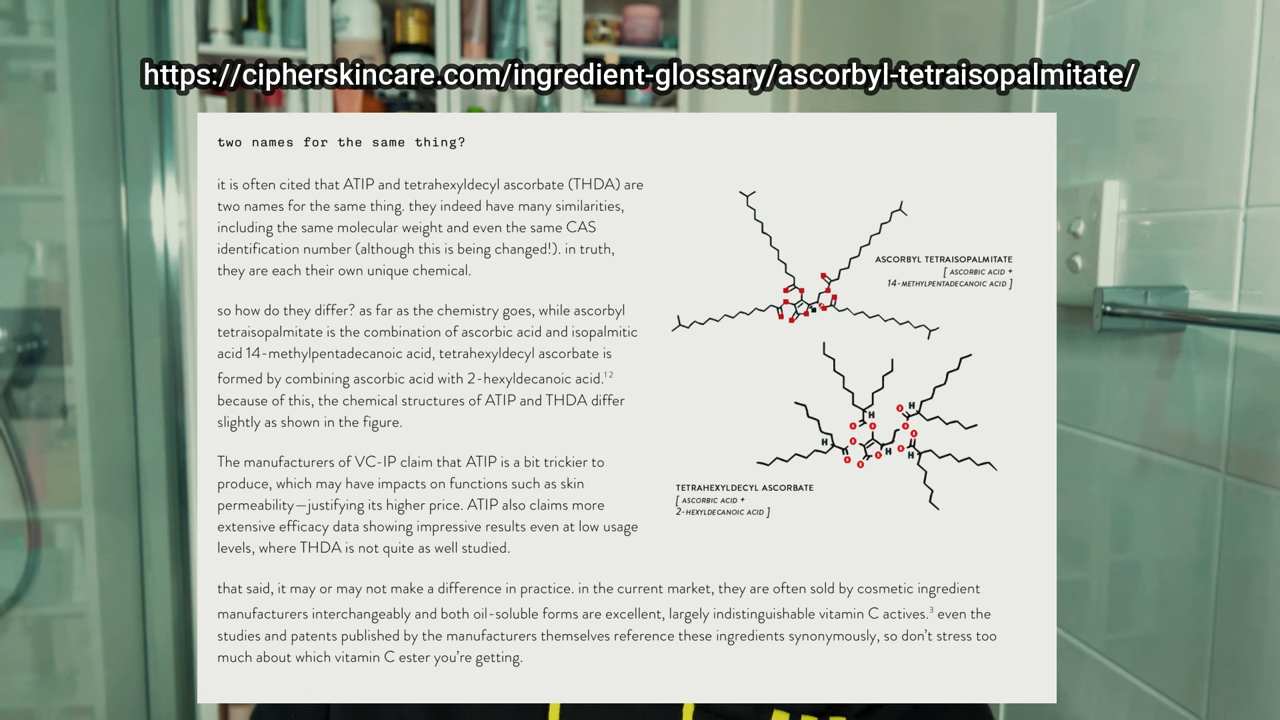 https://cipherskincare.com/ingredient-glossary/ascorbyl-tetraisopalmitate/
two names for the same thing?
it is often cited that ATIP and tetrahexyldecyl ascorbate (THDA) are
two names for the same thing. they indeed have many similarities,
including the same molecular weight and even the same CAS
identification number (although this is being changed!). in truth,
they are each their own unique chemical.
so how do they differ? as far as the chemistry goes, while ascorbyl
tetraisopalmitate is the combination of ascorbic acid and isopalmitic
acid 14-methylpentadecanoic acid, tetrahexyldecyl ascorbate is
formed by combining ascorbic acid with 2-hexyldecanoic acid.¹²
because of this, the chemical structures of ATIP and THDA differ
slightly as shown in the figure.
The manufacturers of VC-IP claim that ATIP is a bit trickier to
produce, which may have impacts on functions such as skin
permeability—justifying its higher price. ATIP also claims more
extensive efficacy data showing impressive results even at low usage
levels, where THDA is not quite as well studied.
ASCORBYL TETRAISOPALMITATE
[ ASCORBIC ACID +
14-METHYLPENTADECANOIC ACID ]
O H
O
O O
H O
H
O O H O
O O H
O O
TETRAHEXYLDECYL ASCORBATE
[ ASCORBIC ACID +
2-HEXYLDECANOIC ACID ]
that said, it may or may not make a difference in practice. in the current market, they are often sold by cosmetic ingredient
manufacturers interchangeably and both oil-soluble forms are excellent, largely indistinguishable vitamin C actives.³ even the
studies and patents published by the manufacturers themselves reference these ingredients synonymously, so don't stress too
much about which vitamin C ester you're getting.